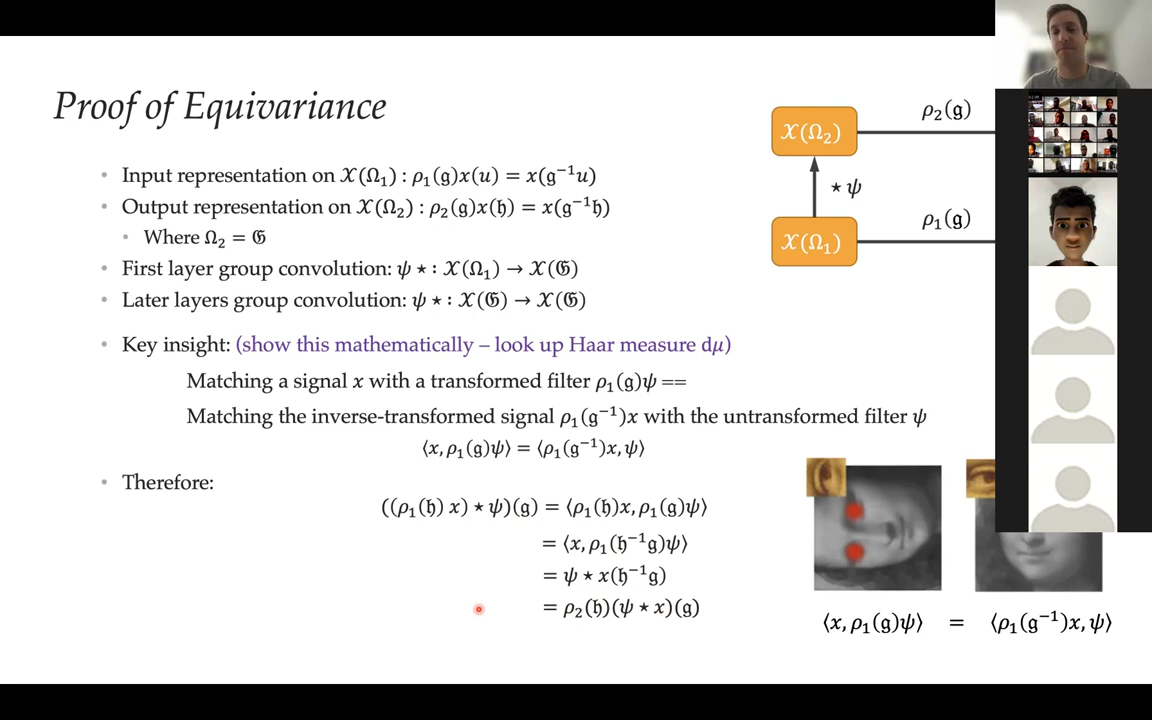 Proof of Equivariance
• Input representation on 𝒳(Ω₁) : ρ₁(𝔤)x(u) = x(𝔤⁻¹u)
• Output representation on 𝒳(Ω₂) : ρ₂(𝔤)x(𝔥) = x(𝔤⁻¹𝔥)
• Where Ω₂ = 𝔊
• First layer group convolution: ψ ⋆ : 𝒳(Ω₁) → 𝒳(𝔊)
• Later layers group convolution: ψ ⋆ : 𝒳(𝔊) → 𝒳(𝔊)
• Key insight: (show this mathematically – look up Haar measure dμ)
Matching a signal x with a transformed filter ρ₁(𝔤)ψ ==
Matching the inverse-transformed signal ρ₁(𝔤⁻¹)x with the untransformed filter ψ
⟨x, ρ₁(𝔤)ψ⟩ = ⟨ρ₁(𝔤⁻¹)x, ψ⟩
• Therefore:
((ρ₁(𝔥) x) ⋆ ψ)(𝔤) = ⟨ρ₁(𝔥)x, ρ₁(𝔤)ψ⟩
= ⟨x, ρ₁(𝔥⁻¹𝔤)ψ⟩
= ψ ⋆ x(𝔥⁻¹𝔤)
= ρ₂(𝔥)(ψ ⋆ x)(𝔤)
𝒳(Ω₂)
ρ₂(𝔤)
⋆ ψ
𝒳(Ω₁)
ρ₁(𝔤)
⟨x, ρ₁(𝔤)ψ⟩ = ⟨ρ₁(𝔤⁻¹)x, ψ⟩